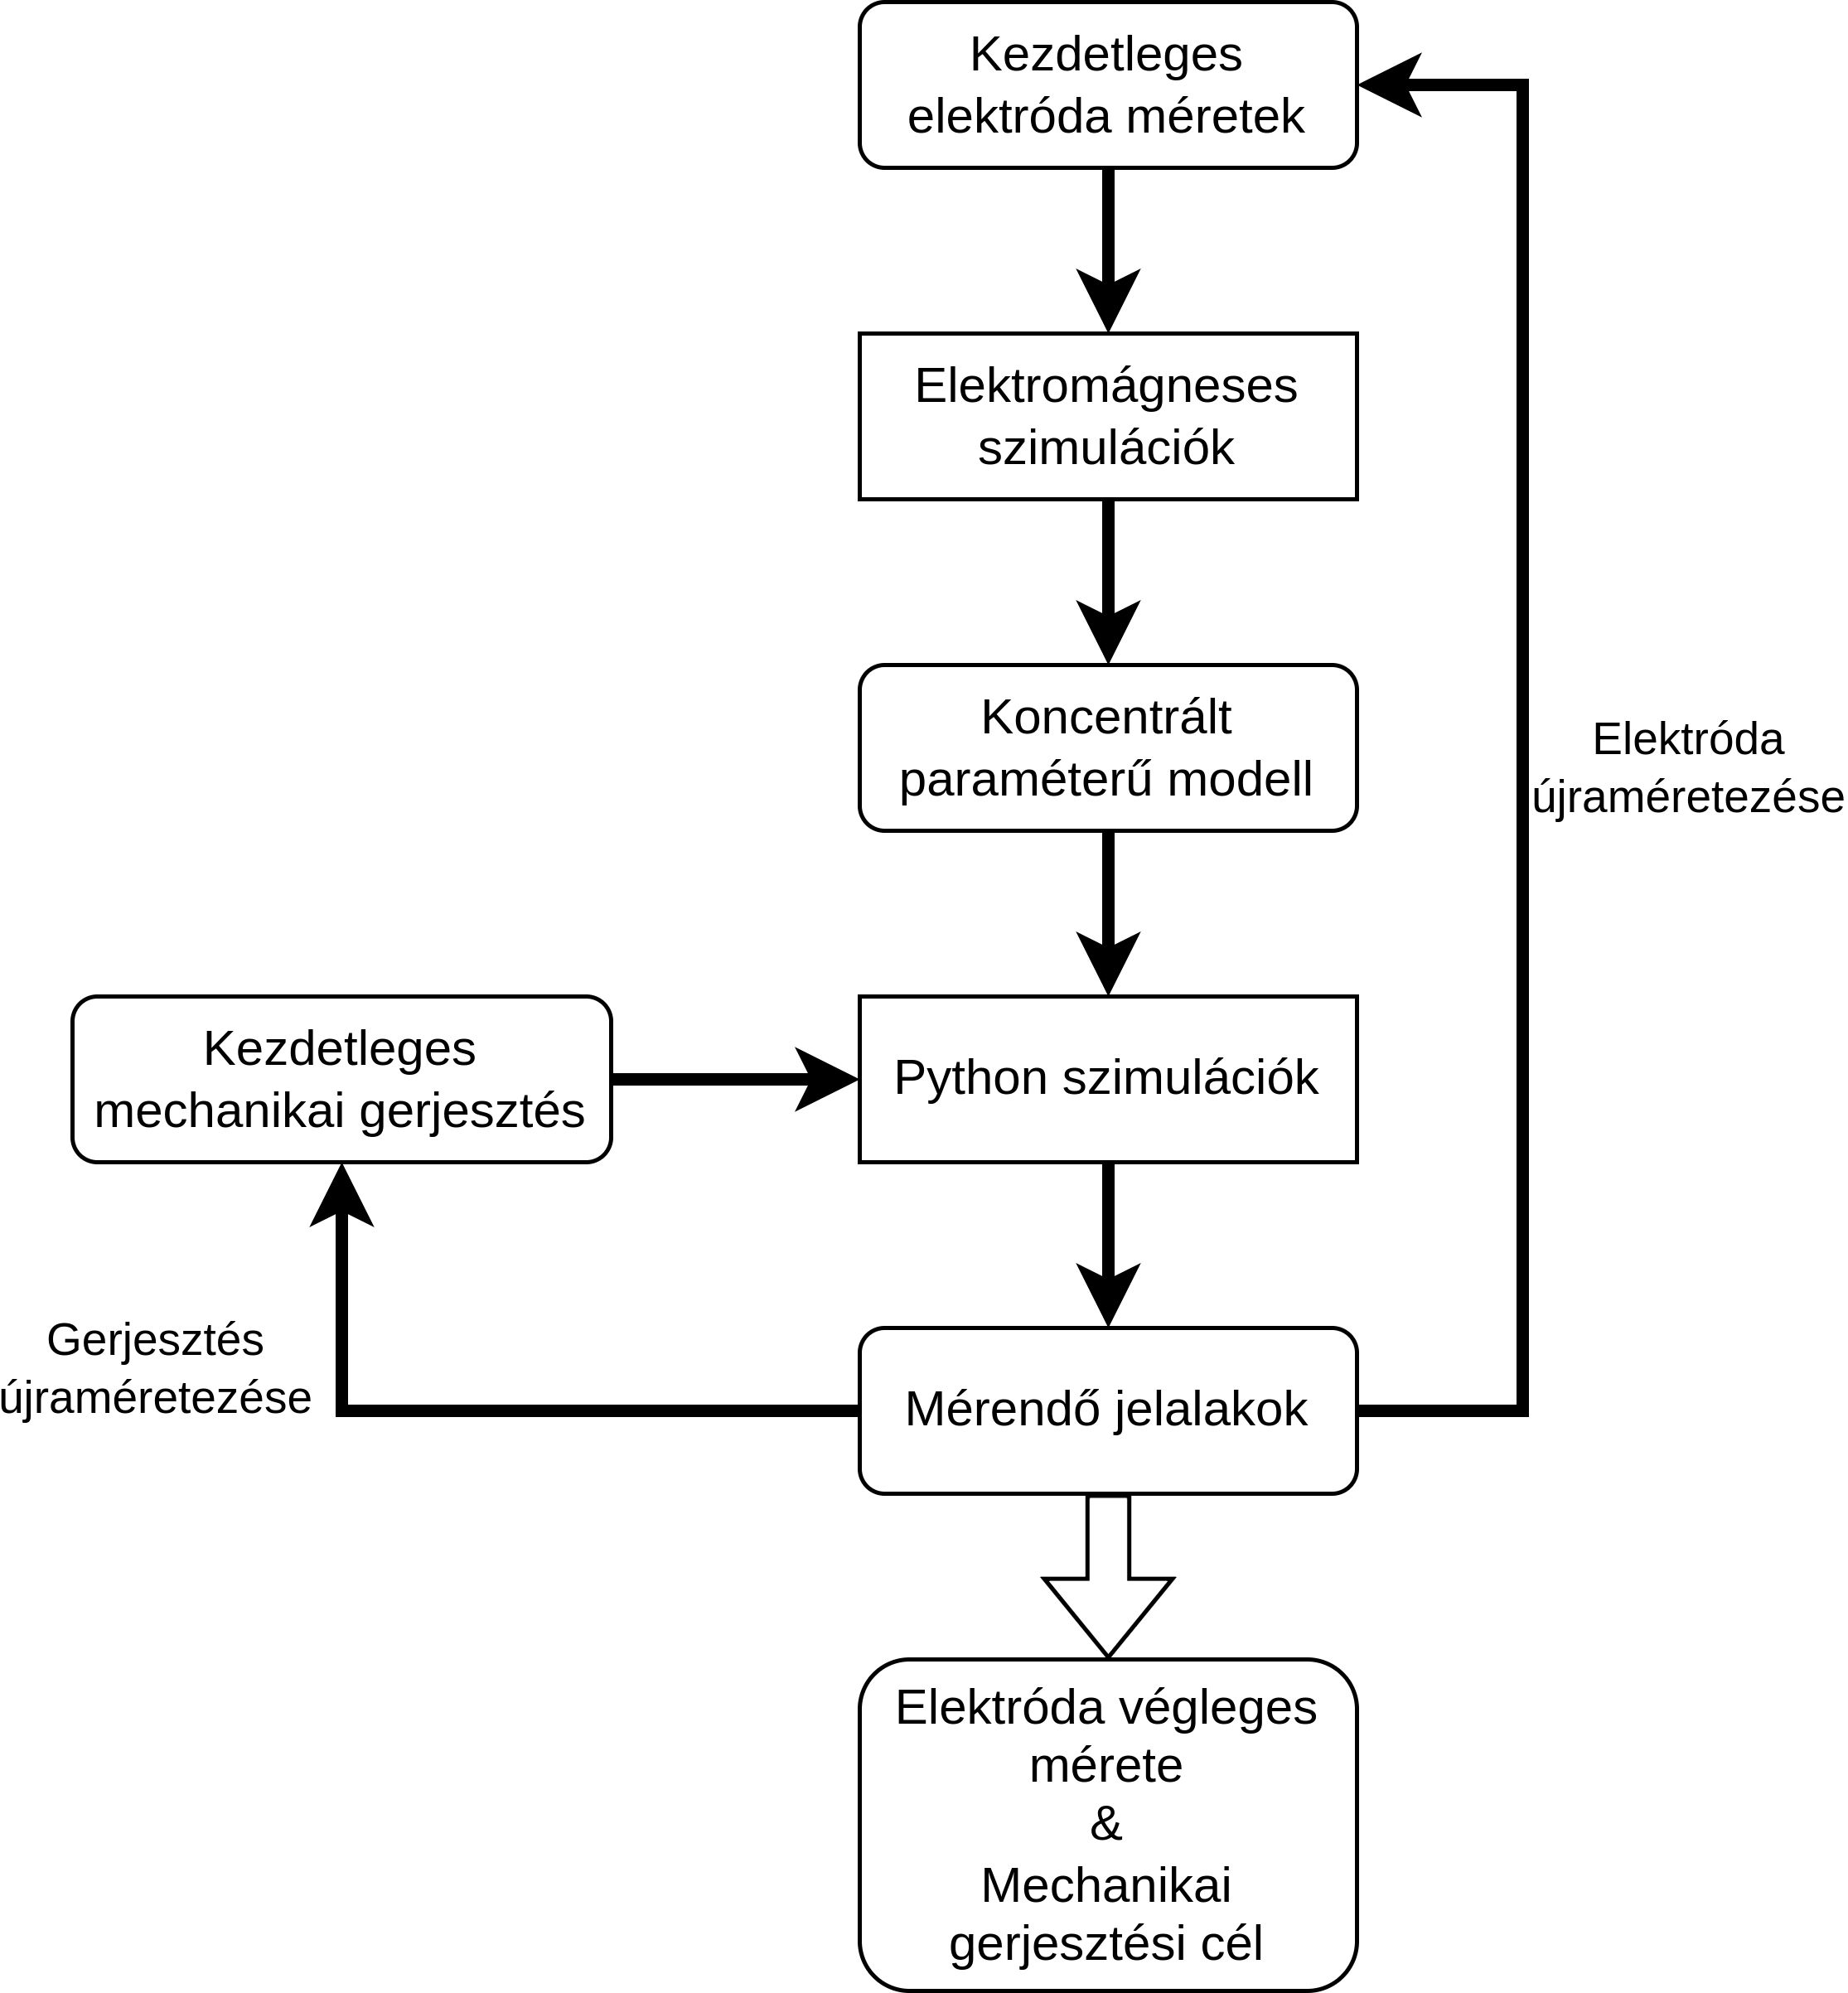 Kezdetleges
elektróda méretek
Elektromágneses
szimulációk
Koncentrált
paraméterű modell
Elektróda
újraméretezése
Kezdetleges
mechanikai gerjesztés
Python szimulációk
Gerjesztés
újraméretezése
Mérendő jelalakok
Elektróda végleges
mérete
&
Mechanikai
gerjesztési cél